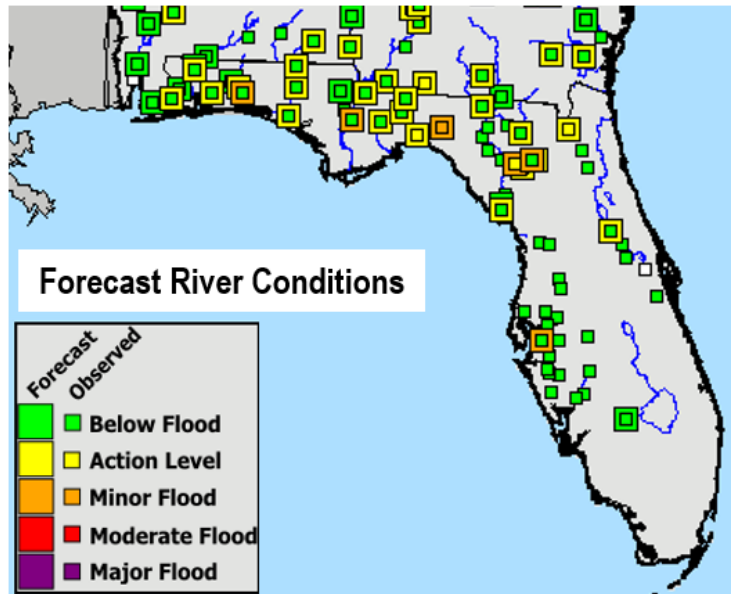 Forecast River Conditions
Forecast
Observed
Below Flood
Action Level
Minor Flood
Moderate Flood
Major Flood